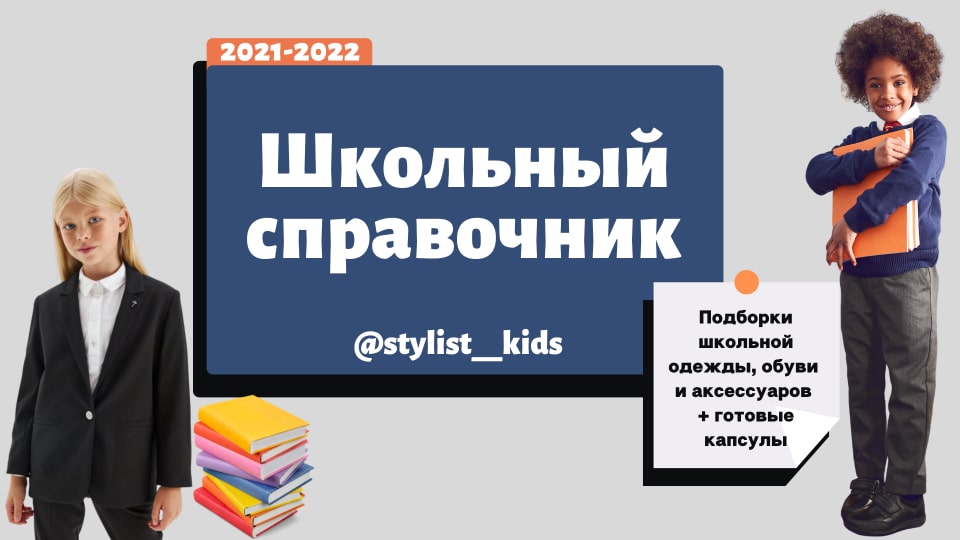 2021-2022
Школьный
справочник
@stylist__kids
Подборки
школьной
одежды, обуви
и аксессуаров
+ готовые
капсулы